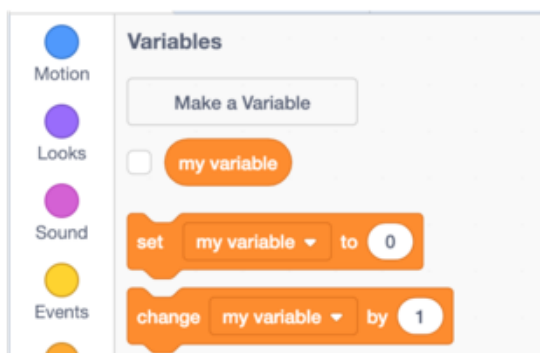 Variables
Motion
Make a Variable
Looks
my variable
Sound
set my variable to 0
Events
change my variable by 1